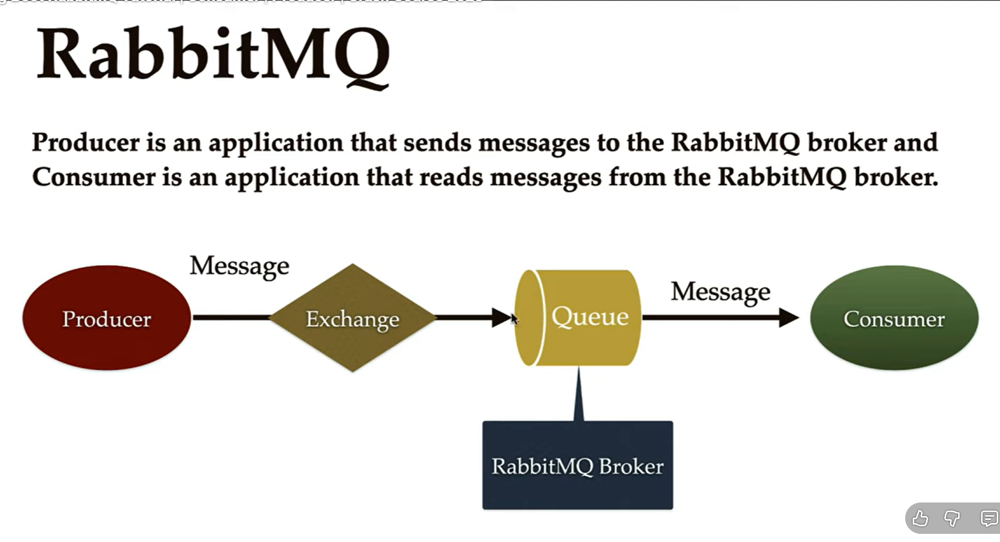 RabbitMQ
Producer is an application that sends messages to the RabbitMQ broker and
Consumer is an application that reads messages from the RabbitMQ broker.
Message
Message
Producer
Exchange
Queue
Consumer
RabbitMQ Broker